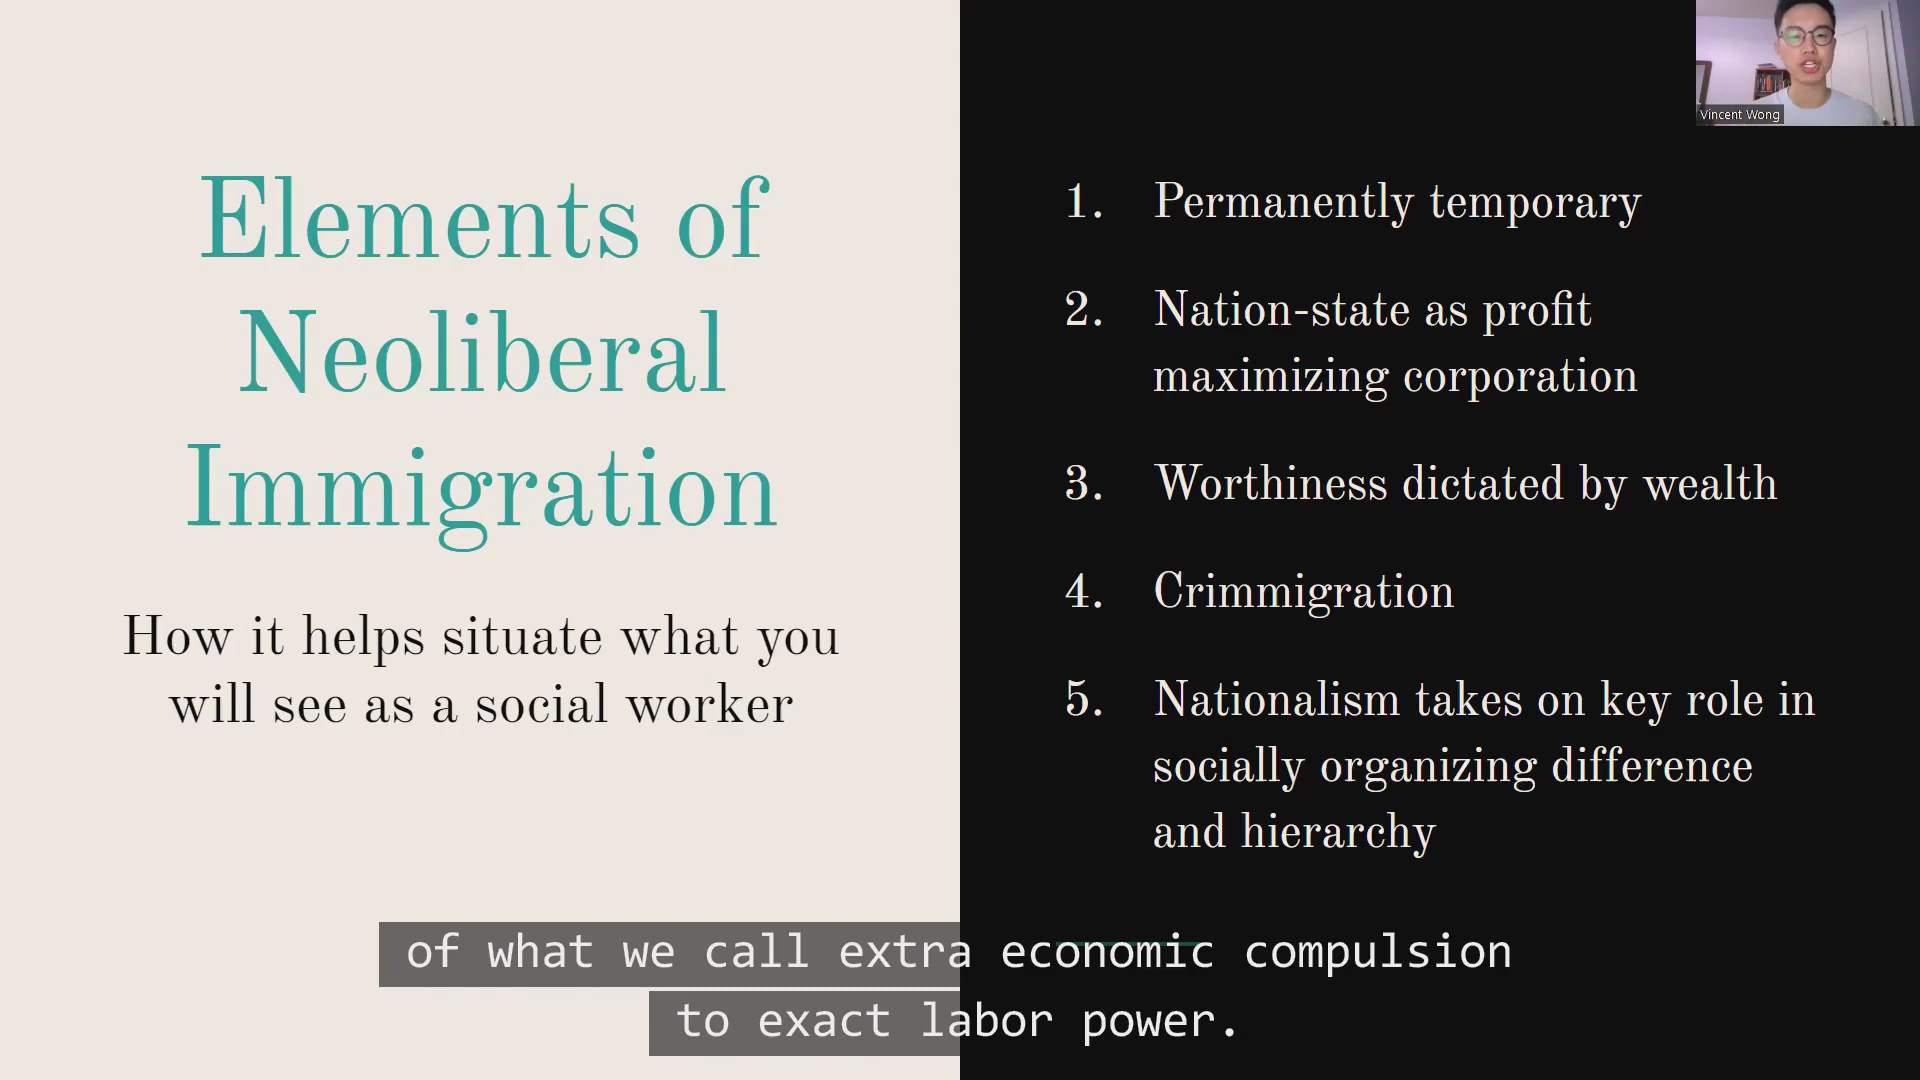 Elements of
Neoliberal
Immigration
How it helps situate what you
will see as a social worker
Vincent Wong
1. Permanently temporary
2. Nation-state as profit
maximizing corporation
3. Worthiness dictated by wealth
4. Crimmigration
5. Nationalism takes on key role in
socially organizing difference
and hierarchy
of what we call extra economic compulsion
to exact labor power.